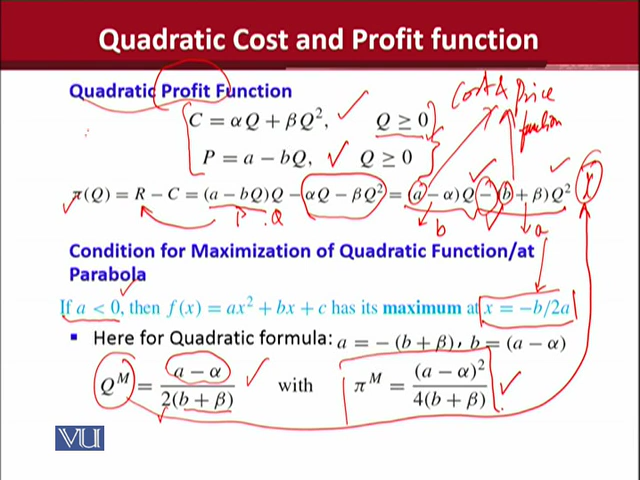 Quadratic Cost and Profit function
Quadratic Profit Function
C = αQ + βQ², Q ≥ 0
P = a − bQ, Q ≥ 0
Cost & Price
function
π(Q) = R − C = (a − bQ)Q − αQ − βQ² = (a − α)Q − (b + β)Q²
P.Q
b
a
Condition for Maximization of Quadratic Function/at
Parabola
If a < 0, then f(x) = ax² + bx + c has its maximum at x = −b/2a
▪ Here for Quadratic formula: a = − (b + β), b = (a − α)
Qᴹ = (a − α) / 2(b + β) with πᴹ = (a − α)² / 4(b + β)
VU